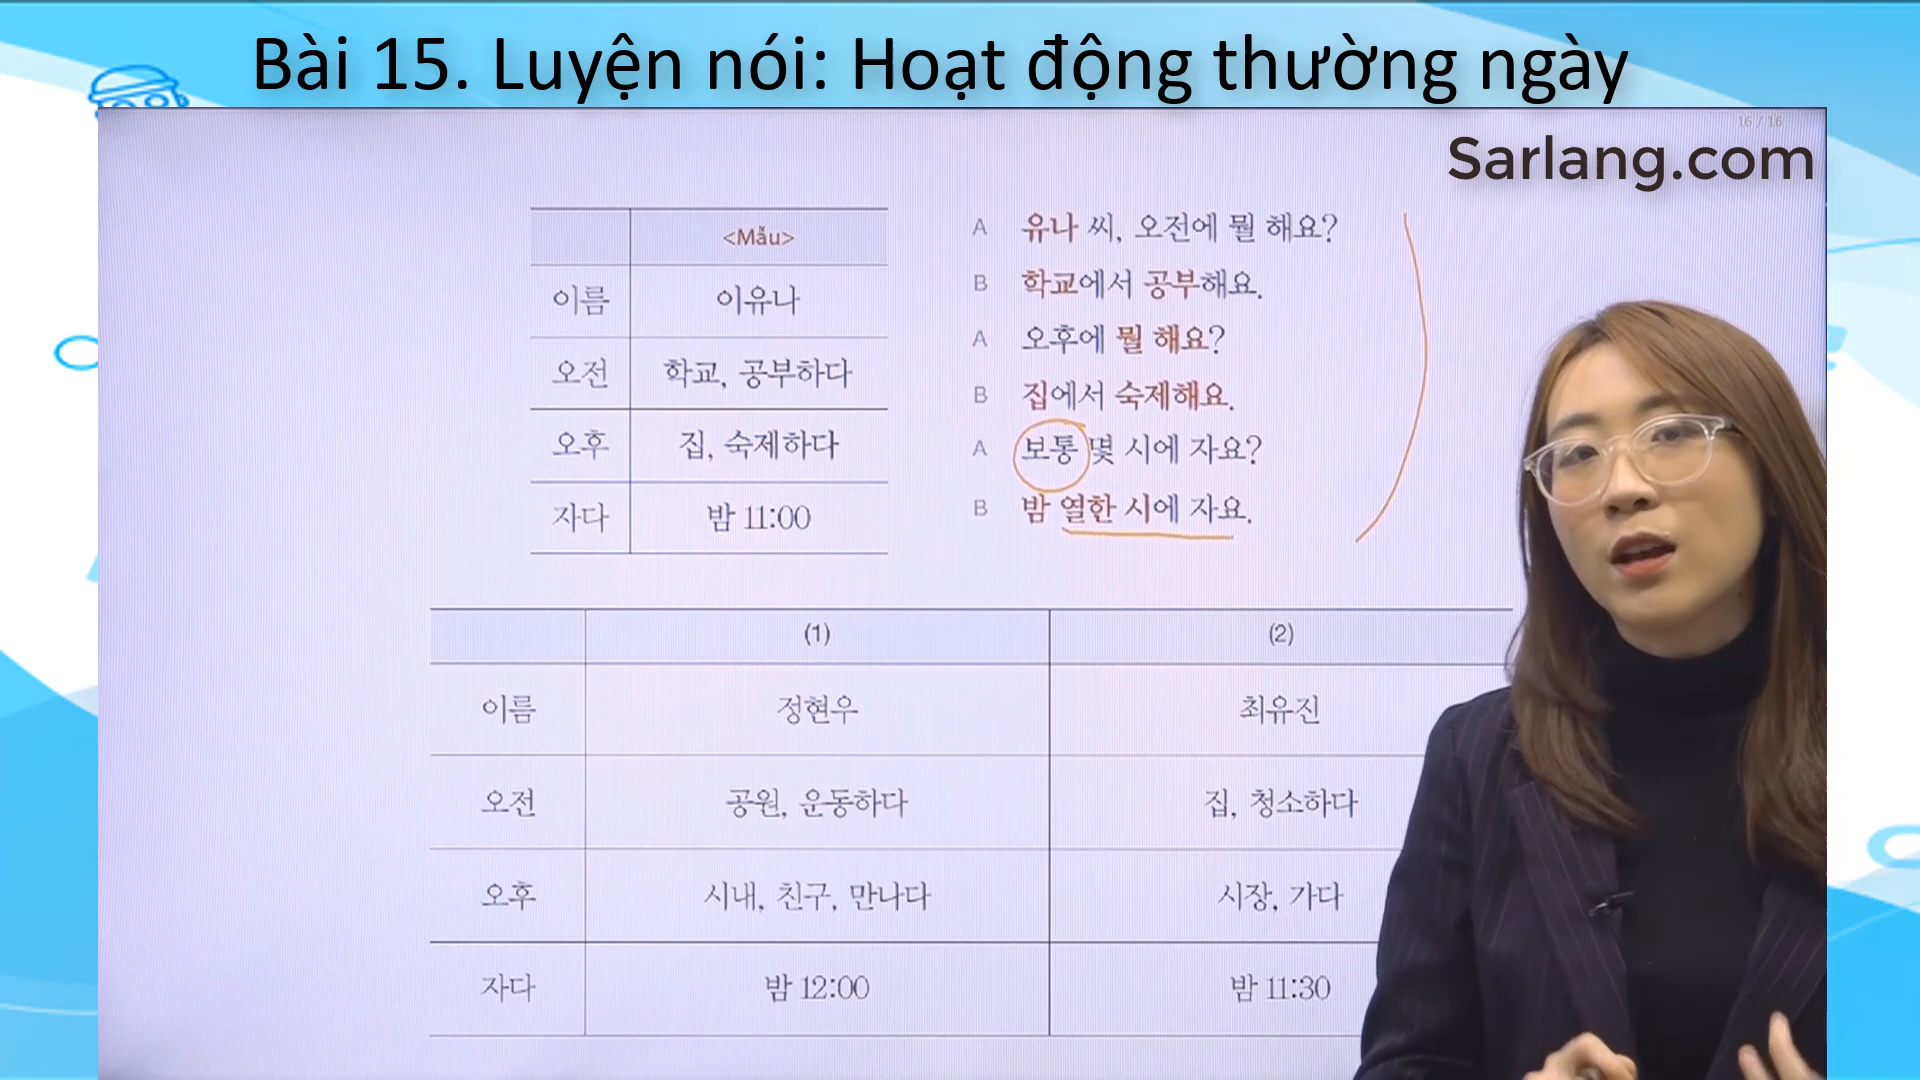 Bài 15. Luyện nói: Hoạt động thường ngày
16 / 16
Sarlang.com
<Mẫu>
이름 이유나
오전 학교, 공부하다
오후 집, 숙제하다
자다 밤 11:00
A 유나 씨, 오전에 뭘 해요?
B 학교에서 공부해요.
A 오후에 뭘 해요?
B 집에서 숙제해요.
A 보통 몇 시에 자요?
B 밤 열한 시에 자요.
(1) (2)
이름 정현우 최유진
오전 공원, 운동하다 집, 청소하다
오후 시내, 친구, 만나다 시장, 가다
자다 밤 12:00 밤 11:30